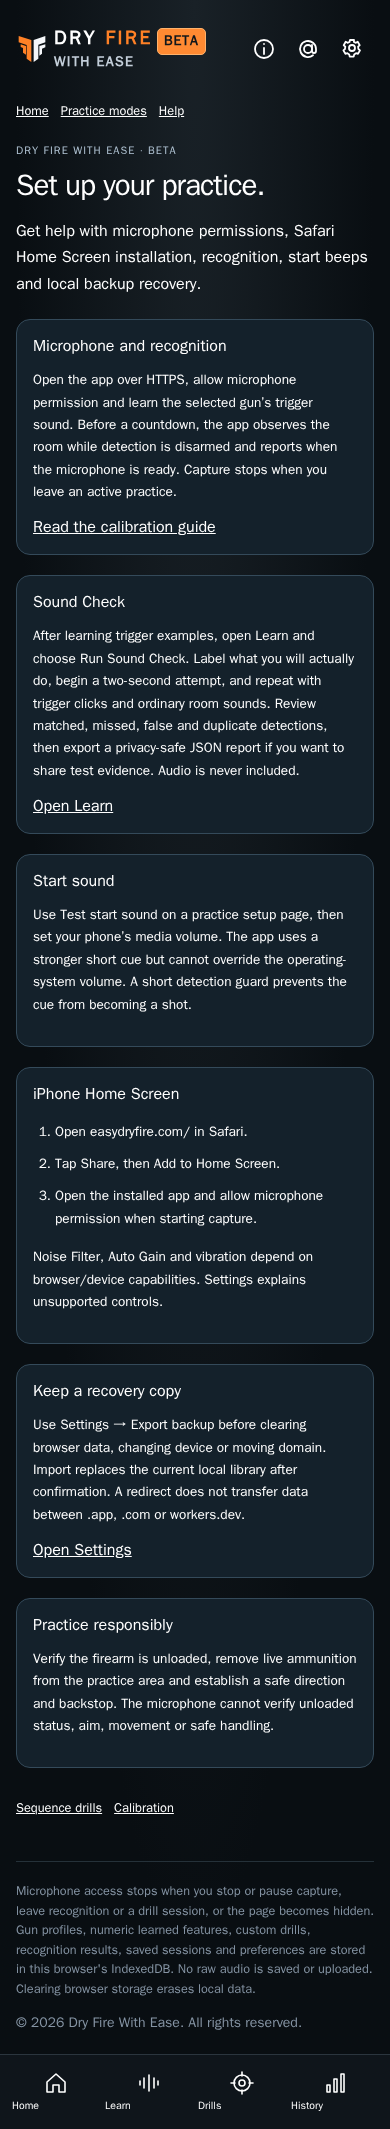 DRY FIRE BETA
WITH EASE
Home Practice modes Help
DRY FIRE WITH EASE · BETA
Set up your practice.
Get help with microphone permissions, Safari
Home Screen installation, recognition, start beeps
and local backup recovery.
Microphone and recognition
Open the app over HTTPS, allow microphone
permission and learn the selected gun's trigger
sound. Before a countdown, the app observes the
room while detection is disarmed and reports when
the microphone is ready. Capture stops when you
leave an active practice.
Read the calibration guide
Sound Check
After learning trigger examples, open Learn and
choose Run Sound Check. Label what you will actually
do, begin a two-second attempt, and repeat with
trigger clicks and ordinary room sounds. Review
matched, missed, false and duplicate detections,
then export a privacy-safe JSON report if you want to
share test evidence. Audio is never included.
Open Learn
Start sound
Use Test start sound on a practice setup page, then
set your phone's media volume. The app uses a
stronger short cue but cannot override the operating-
system volume. A short detection guard prevents the
cue from becoming a shot.
iPhone Home Screen
1. Open easydryfire.com/ in Safari.
2. Tap Share, then Add to Home Screen.
3. Open the installed app and allow microphone
permission when starting capture.
Noise Filter, Auto Gain and vibration depend on
browser/device capabilities. Settings explains
unsupported controls.
Keep a recovery copy
Use Settings → Export backup before clearing
browser data, changing device or moving domain.
Import replaces the current local library after
confirmation. A redirect does not transfer data
between .app, .com or workers.dev.
Open Settings
Practice responsibly
Verify the firearm is unloaded, remove live ammunition
from the practice area and establish a safe direction
and backstop. The microphone cannot verify unloaded
status, aim, movement or safe handling.
Sequence drills Calibration
Microphone access stops when you stop or pause capture,
leave recognition or a drill session, or the page becomes hidden.
Gun profiles, numeric learned features, custom drills,
recognition results, saved sessions and preferences are stored
in this browser's IndexedDB. No raw audio is saved or uploaded.
Clearing browser storage erases local data.
© 2026 Dry Fire With Ease. All rights reserved.
Home Learn Drills History